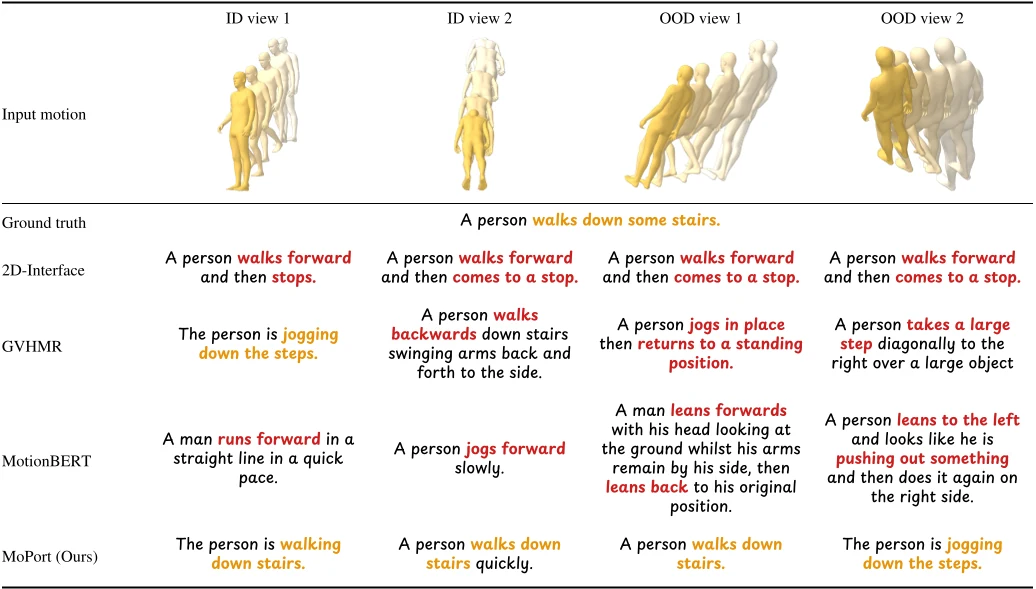 ID view 1 ID view 2 OOD view 1 OOD view 2
Input motion
Ground truth
A person walks down some stairs.
2D-Interface
A person walks forward
and then stops.
A person walks forward
and then comes to a stop.
A person walks forward
and then comes to a stop.
A person walks forward
and then comes to a stop.
GVHMR
The person is jogging
down the steps.
A person walks
backwards down stairs
swinging arms back and
forth to the side.
A person jogs in place
then returns to a standing
position.
A person takes a large
step diagonally to the
right over a large object
MotionBERT
A man runs forward in a
straight line in a quick
pace.
A person jogs forward
slowly.
A man leans forwards
with his head looking at
the ground whilst his arms
remain by his side, then
leans back to his original
position.
A person leans to the left
and looks like he is
pushing out something
and then does it again on
the right side.
MoPort (Ours)
The person is walking
down stairs.
A person walks down
stairs quickly.
A person walks down
stairs.
The person is jogging
down the steps.